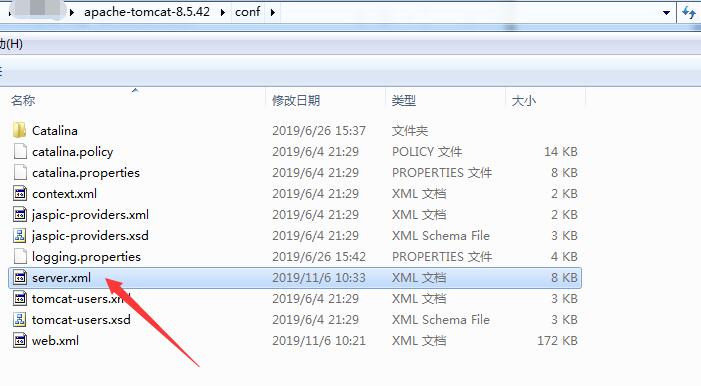 apache-tomcat-8.5.42 conf
助(H)
名称 修改日期 类型 大小
Catalina 2019/6/26 15:37 文件夹
catalina.policy 2019/6/4 21:29 POLICY 文件 14 KB
catalina.properties 2019/6/4 21:29 PROPERTIES 文件 8 KB
context.xml 2019/6/4 21:29 XML 文档 2 KB
jaspic-providers.xml 2019/6/4 21:29 XML 文档 2 KB
jaspic-providers.xsd 2019/6/4 21:29 XML Schema File 3 KB
logging.properties 2019/6/26 15:42 PROPERTIES 文件 4 KB
server.xml 2019/11/6 10:33 XML 文档 8 KB
tomcat-users.xml 2019/6/4 21:29 XML 文档 3 KB
tomcat-users.xsd 2019/6/4 21:29 XML Schema File 3 KB
web.xml 2019/11/6 10:21 XML 文档 172 KB